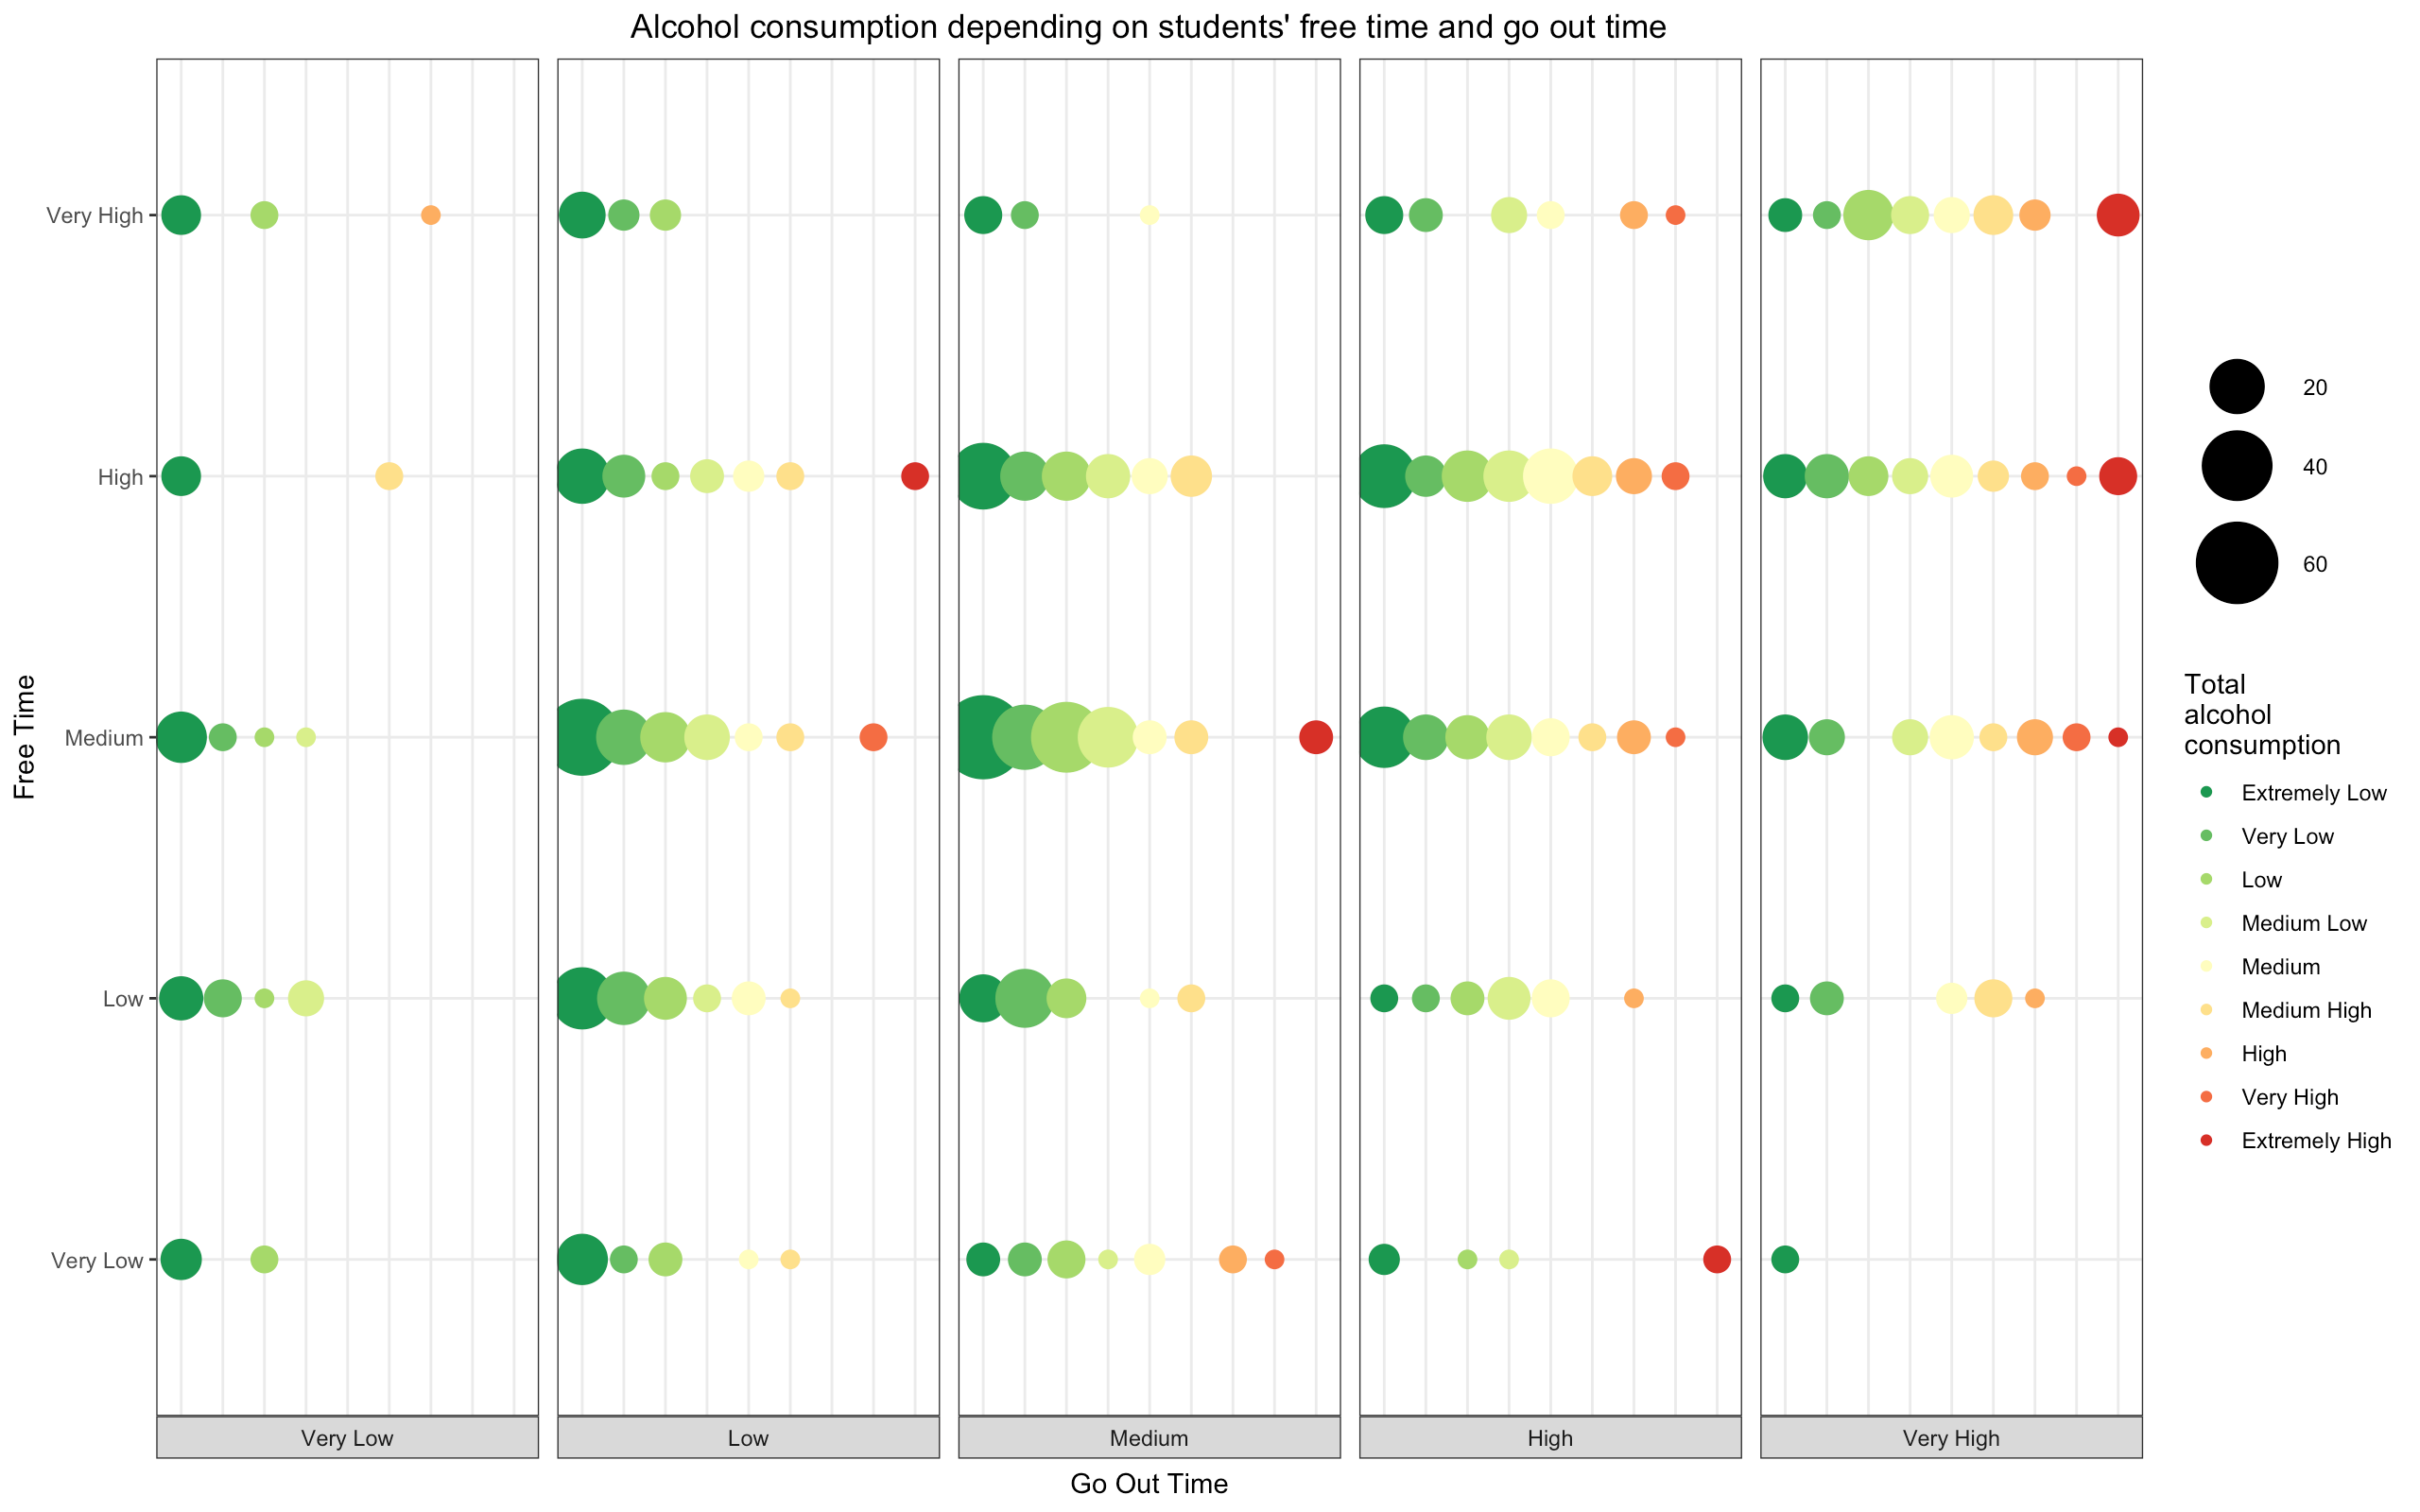 Alcohol consumption depending on students' free time and go out time
Free Time
Very High
High
Medium
Low
Very Low
Very Low
Low
Medium
High
Very High
Go Out Time
20
40
60
Total
alcohol
consumption
Extremely Low
Very Low
Low
Medium Low
Medium
Medium High
High
Very High
Extremely High